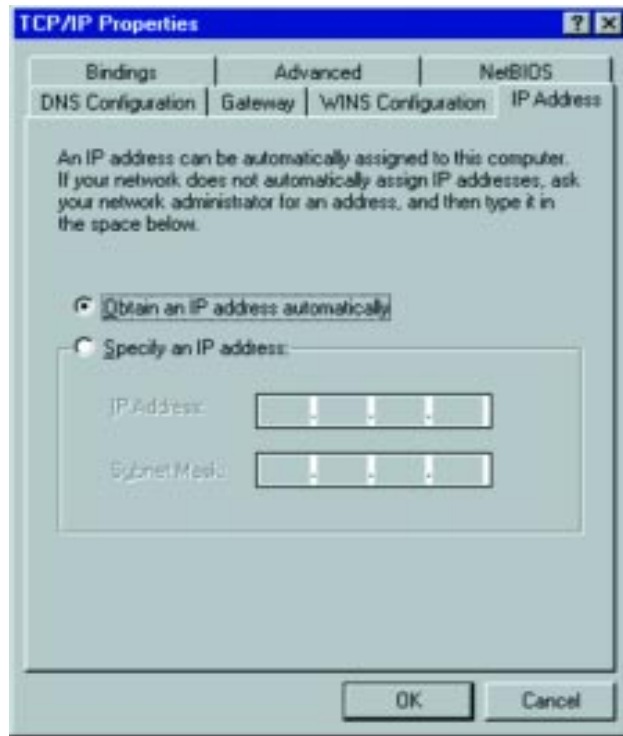 TCP/IP Properties
Bindings
Advanced
NetBIOS
DNS Configuration
Gateway
WINS Configuration
IP Address
An IP address can be automatically assigned to this computer.
If your network does not automatically assign IP addresses, ask
your network administrator for an address, and then type it in
the space below.
Obtain an IP address automatically
Specify an IP address:
IP Address:
Subnet Mask:
OK
Cancel